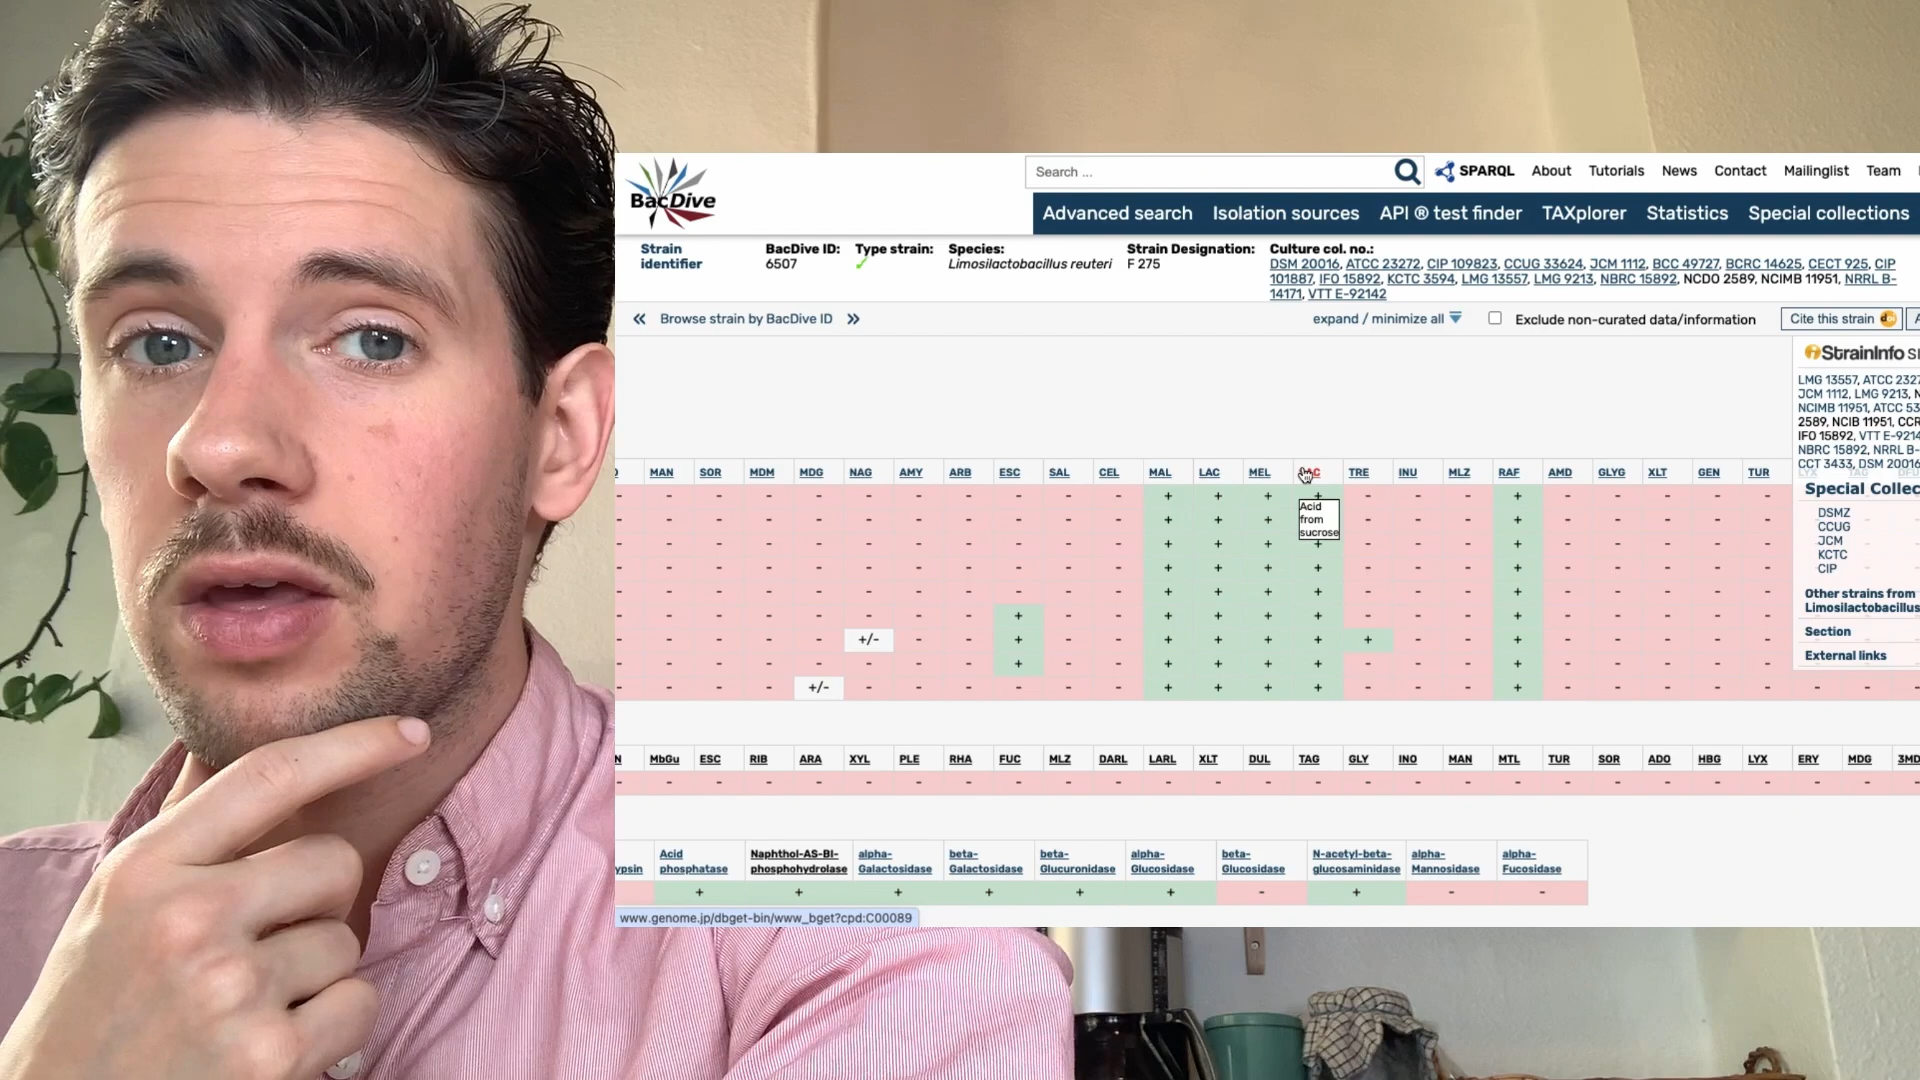 BacDive
Search ...
SPARQL About Tutorials News Contact Mailinglist Team
Advanced search Isolation sources API ® test finder TAXplorer Statistics Special collections
Strain identifier
BacDive ID:
6507
Type strain:
✓
Species:
Limosilactobacillus reuteri
Strain Designation:
F 275
Culture col. no.:
DSM 20016, ATCC 23272, CIP 109823, CCUG 33624, JCM 1112, BCC 49727, BCRC 14625, CECT 925, CIP
101887, IFO 15892, KCTC 3594, LMG 13557, LMG 9213, NBRC 15892, NCDO 2589, NCIMB 11951, NRRL B-
14171, VTT E-92142
« Browse strain by BacDive ID »
expand / minimize all
Exclude non-curated data/information
Cite this strain
StrainInfo
LMG 13557, ATCC 2327
JCM 1112, LMG 9213, N
NCIMB 11951, ATCC 53
2589, NCIB 11951, CCR
IFO 15892, VTT E-9214
NBRC 15892, NRRL B-
CCT 3433, DSM 20016
Special Collec
DSMZ
CCUG
JCM
KCTC
CIP
Other strains from
Limosilactobacillus
Section
External links
MAN SOR MDM MDG NAG AMY ARB ESC SAL CEL MAL LAC MEL TRE INU MLZ RAF AMD GLYG XLT GEN TUR
- - - - - - - - - - - + + + + - - - + - - - - -
- - - - - - - - - - - + + + - - - + - - - - -
- - - - - - - - - - - + + + + - - - + - - - - -
- - - - - - - - - - - + + + + - - - + - - - - -
- - - - - - - - - - - + + + + - - - + - - - - -
- - - - - - - - + - - + + + + - - - + - - - - -
- - - - - +/- - - + - - + + + + + - - + - - - - -
- - - - - - - - + - - + + + + - - - + - - - - -
- - - - +/- - - - - - - + + + + - - - + - - - - - - - -
Acid
from
sucrose
N MbGu ESC RIB ARA XYL PLE RHA FUC MLZ DARL LARL XLT DUL TAG GLY INO MAN MTL TUR SOR ADO HBG LYX ERY MDG 3MD
- - - - - - - - - - - - - - - - - - - - - - - - - - -
ypsin
Acid phosphatase
Naphthol-AS-BI-phosphohydrolase
alpha-Galactosidase
beta-Galactosidase
beta-Glucuronidase
alpha-Glucosidase
beta-Glucosidase
N-acetyl-beta-glucosaminidase
alpha-Mannosidase
alpha-Fucosidase
+ + + + + + - + - -
www.genome.jp/dbget-bin/www_bget?cpd:C00089